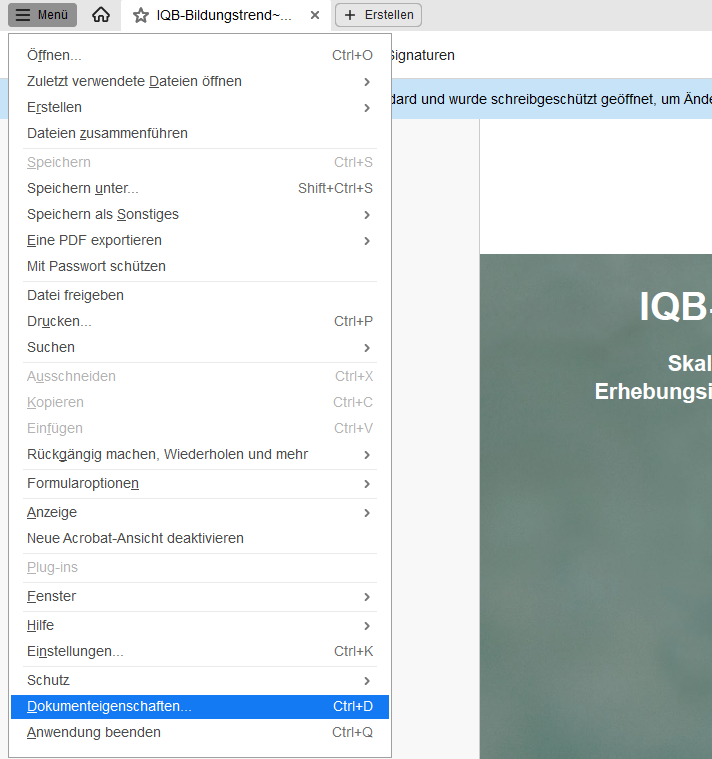 Menü
IQB-Bildungstrend~...
Erstellen
Öffnen... Ctrl+O
Signaturen
Zuletzt verwendete Dateien öffnen
dard und wurde schreibgeschützt geöffnet, um Ände
Erstellen
Dateien zusammenführen
Speichern Ctrl+S
Speichern unter... Shift+Ctrl+S
Speichern als Sonstiges
Eine PDF exportieren
Mit Passwort schützen
Datei freigeben
Drucken... Ctrl+P
Suchen
Ausschneiden Ctrl+X
Kopieren Ctrl+C
Einfügen Ctrl+V
Rückgängig machen, Wiederholen und mehr
Formularoptionen
Anzeige
Neue Acrobat-Ansicht deaktivieren
Plug-ins
Fenster
Hilfe
Einstellungen... Ctrl+K
Schutz
Dokumenteigenschaften... Ctrl+D
Anwendung beenden Ctrl+Q
IQB-
Skal
Erhebungsi